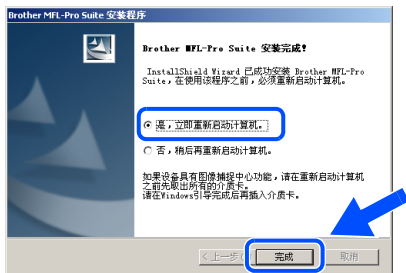 Brother MFL-Pro Suite 安装程序
Brother MFL-Pro Suite 安装完成!
InstallShield Wizard 已成功安装 Brother MFL-Pro
Suite,在使用该程序之前,必须重新启动计算机。
是,立即重新启动计算机。
否,稍后再重新启动计算机。
如果设备具有图像捕捉中心功能,请在重新启动计算机
之前先取出所有的介质卡。
请在Windows引导完成后再插入介质卡。
< 上一步(
完成
取消